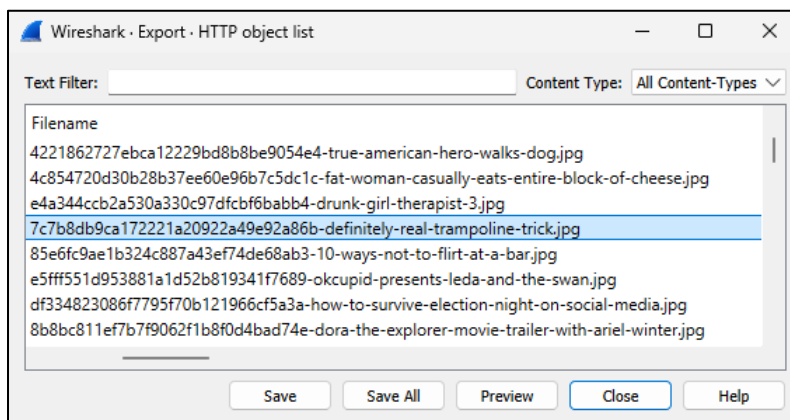 Wireshark · Export · HTTP object list
Text Filter:
Content Type: All Content-Types
Filename
4221862727ebca12229bd8b8be9054e4-true-american-hero-walks-dog.jpg
4c854720d30b28b37ee60e96b7c5dc1c-fat-woman-casually-eats-entire-block-of-cheese.jpg
e4a344ccb2a530a330c97dfcbf6babb4-drunk-girl-therapist-3.jpg
7c7b8db9ca172221a20922a49e92a86b-definitely-real-trampoline-trick.jpg
85e6fc9ae1b324c887a43ef74de68ab3-10-ways-not-to-flirt-at-a-bar.jpg
e5fff551d953881a1d52b819341f7689-okcupid-presents-leda-and-the-swan.jpg
df334823086f7795f70b121966cf5a3a-how-to-survive-election-night-on-social-media.jpg
8b8bc811ef7b7f9062f1b8f0d4bad74e-dora-the-explorer-movie-trailer-with-ariel-winter.jpg
Save Save All Preview Close Help